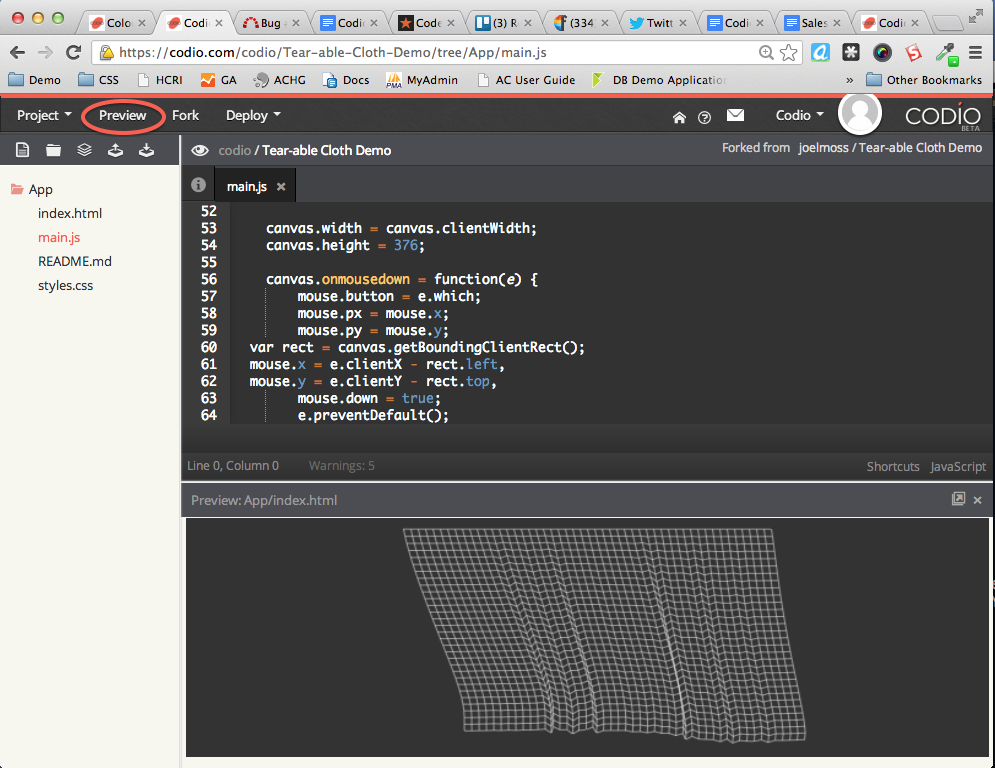 Colo
Codio
Bug
Codi
Code
(3) R
(334
Twitt
Codi
Sales
Codi
https://codio.com/codio/Tear-able-Cloth-Demo/tree/App/main.js
Demo CSS HCRI GA ACHG Docs MyAdmin AC User Guide DB Demo Application » Other Bookmarks
Project Preview Fork Deploy Codio CODIO BETA
codio / Tear-able Cloth Demo Forked from joelmoss / Tear-able Cloth Demo
App
index.html
main.js
README.md
styles.css
main.js
52
53 canvas.width = canvas.clientWidth;
54 canvas.height = 376;
55
56 canvas.onmousedown = function(e) {
57 mouse.button = e.which;
58 mouse.px = mouse.x;
59 mouse.py = mouse.y;
60 var rect = canvas.getBoundingClientRect();
61 mouse.x = e.clientX - rect.left,
62 mouse.y = e.clientY - rect.top,
63 mouse.down = true;
64 e.preventDefault();
Line 0, Column 0 Warnings: 5 Shortcuts JavaScript
Preview: App/index.html